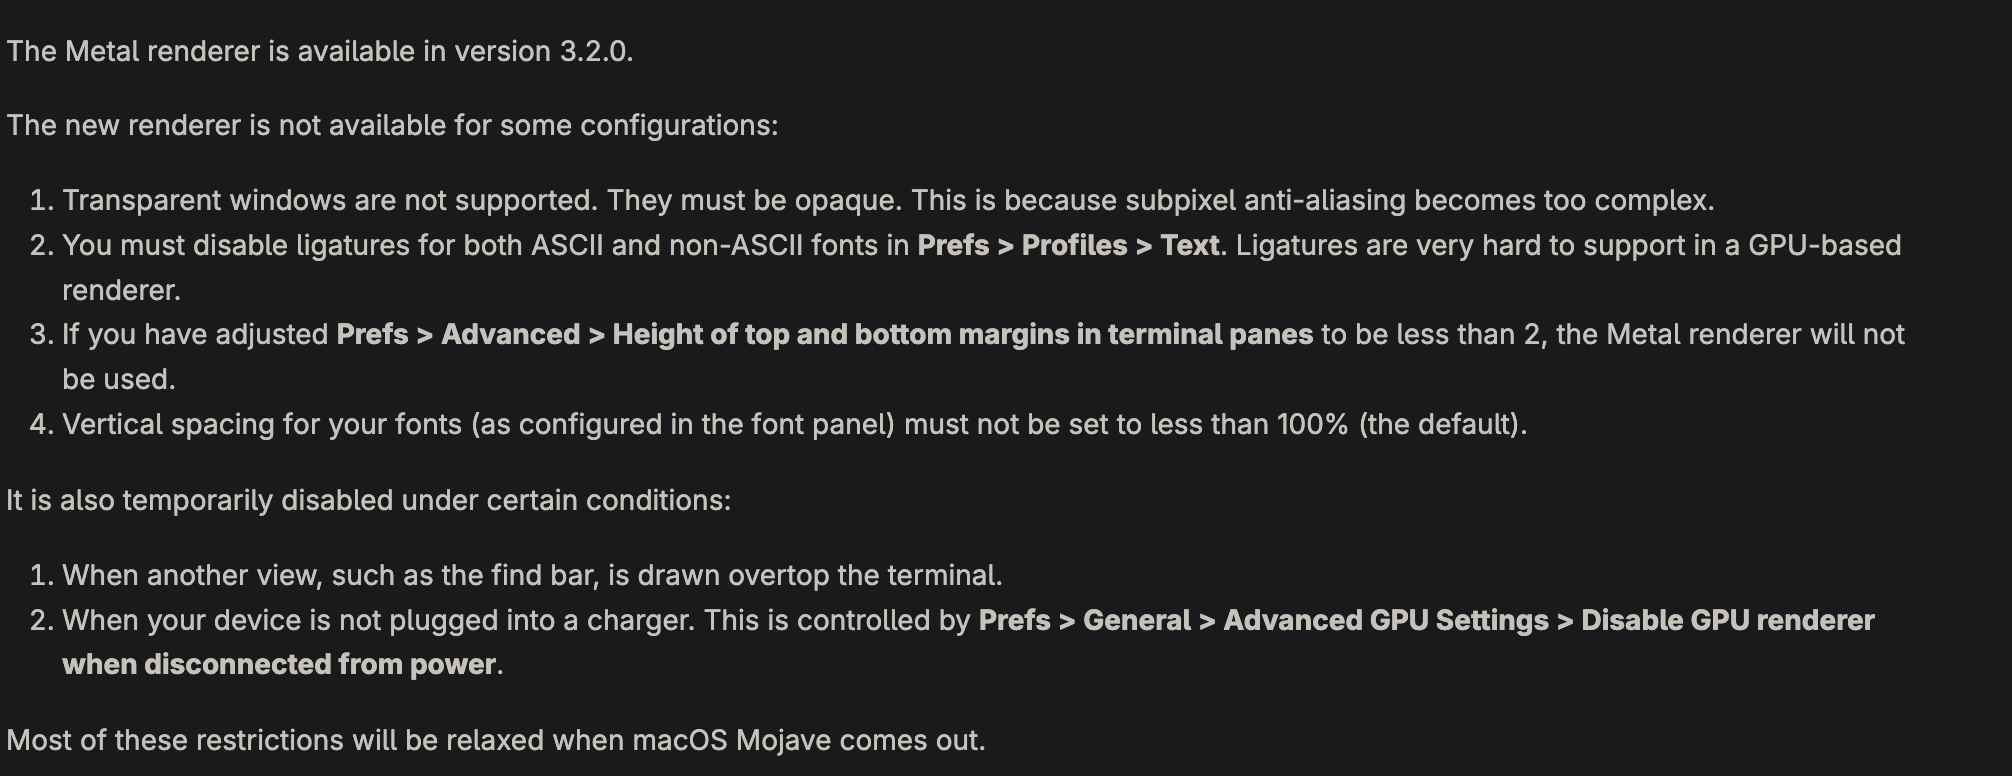 The Metal renderer is available in version 3.2.0.
The new renderer is not available for some configurations:
1. Transparent windows are not supported. They must be opaque. This is because subpixel anti-aliasing becomes too complex.
2. You must disable ligatures for both ASCII and non-ASCII fonts in Prefs > Profiles > Text. Ligatures are very hard to support in a GPU-based
renderer.
3. If you have adjusted Prefs > Advanced > Height of top and bottom margins in terminal panes to be less than 2, the Metal renderer will not
be used.
4. Vertical spacing for your fonts (as configured in the font panel) must not be set to less than 100% (the default).
It is also temporarily disabled under certain conditions:
1. When another view, such as the find bar, is drawn overtop the terminal.
2. When your device is not plugged into a charger. This is controlled by Prefs > General > Advanced GPU Settings > Disable GPU renderer
when disconnected from power.
Most of these restrictions will be relaxed when macOS Mojave comes out.